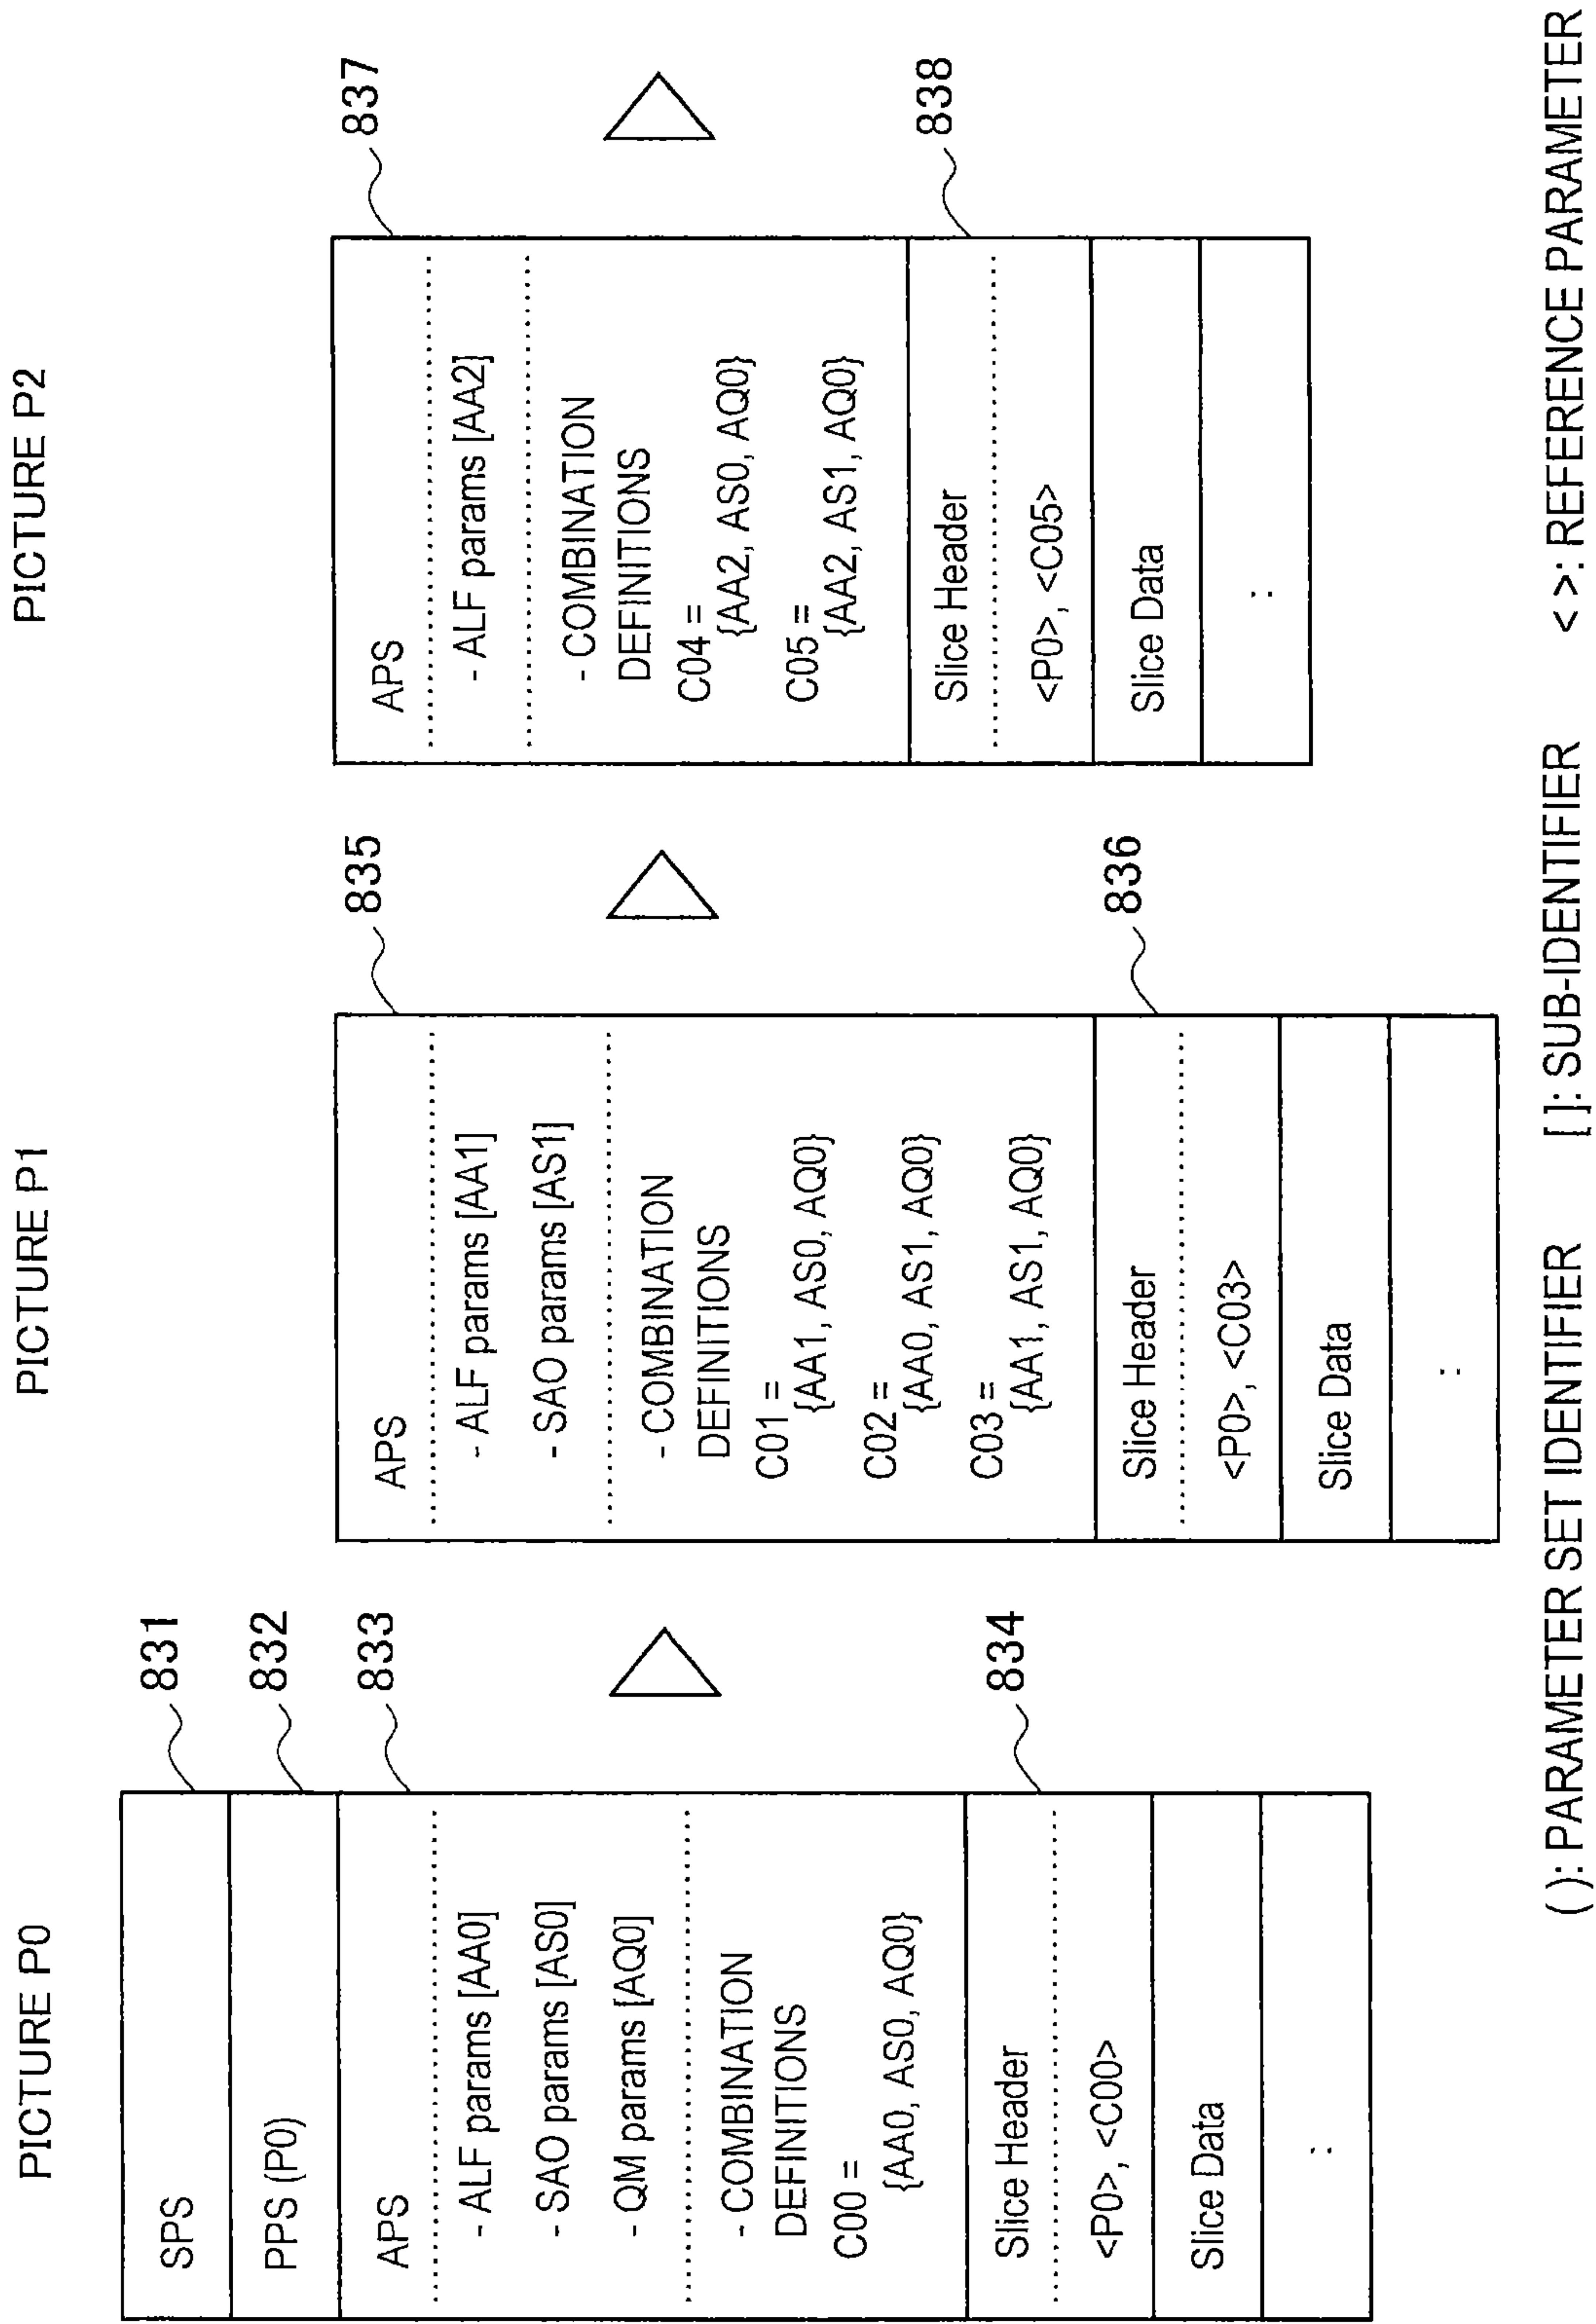 PICTURE P0
SPS
831
PPS (P0)
832
APS
833
- ALF params [AA0]
- SAO params [AS0]
- QM params [AQ0]
- COMBINATION
DEFINITIONS
C00 =
{AA0, AS0, AQ0}
Slice Header
834
<P0>, <C00>
Slice Data
:
PICTURE P1
APS
835
- ALF params [AA1]
- SAO params [AS1]
- COMBINATION
DEFINITIONS
C01 =
{AA1, AS0, AQ0}
C02 =
{AA0, AS1, AQ0}
C03 =
{AA1, AS1, AQ0}
Slice Header
836
<P0>, <C03>
Slice Data
:
PICTURE P2
APS
837
- ALF params [AA2]
- COMBINATION
DEFINITIONS
C04 =
{AA2, AS0, AQ0}
C05 =
{AA2, AS1, AQ0}
Slice Header
838
<P0>, <C05>
Slice Data
:
( ): PARAMETER SET IDENTIFIER [ ]: SUB-IDENTIFIER < >: REFERENCE PARAMETER